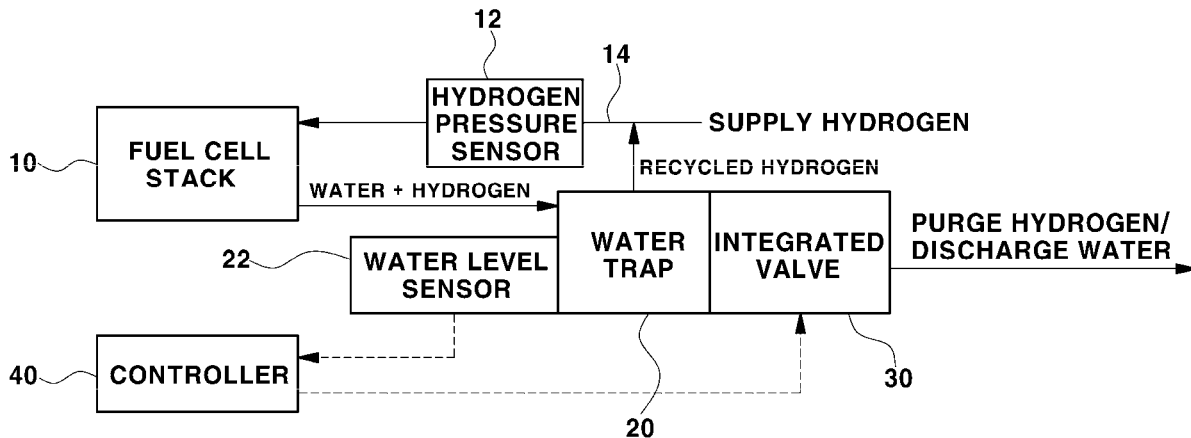 12
14
HYDROGEN
PRESSURE
SENSOR
SUPPLY HYDROGEN
10
FUEL CELL
STACK
RECYCLED HYDROGEN
WATER + HYDROGEN
22
WATER LEVEL
SENSOR
WATER
TRAP
INTEGRATED
VALVE
PURGE HYDROGEN/
DISCHARGE WATER
40
CONTROLLER
20
30